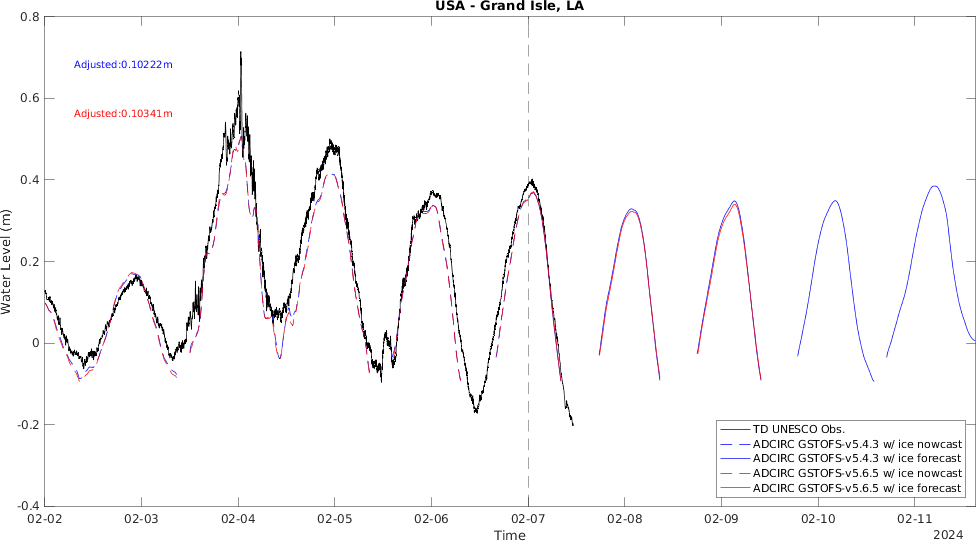 USA - Grand Isle, LA
Adjusted:0.10222m
Adjusted:0.10341m
Water Level (m)
0.8
0.6
0.4
0.2
0
-0.2
-0.4
TD UNESCO Obs.
ADCIRC GSTOFS-v5.4.3 w/ ice nowcast
ADCIRC GSTOFS-v5.4.3 w/ ice forecast
ADCIRC GSTOFS-v5.6.5 w/ ice nowcast
ADCIRC GSTOFS-v5.6.5 w/ ice forecast
02-02 02-03 02-04 02-05 02-06 02-07 02-08 02-09 02-10 02-11
Time
2024